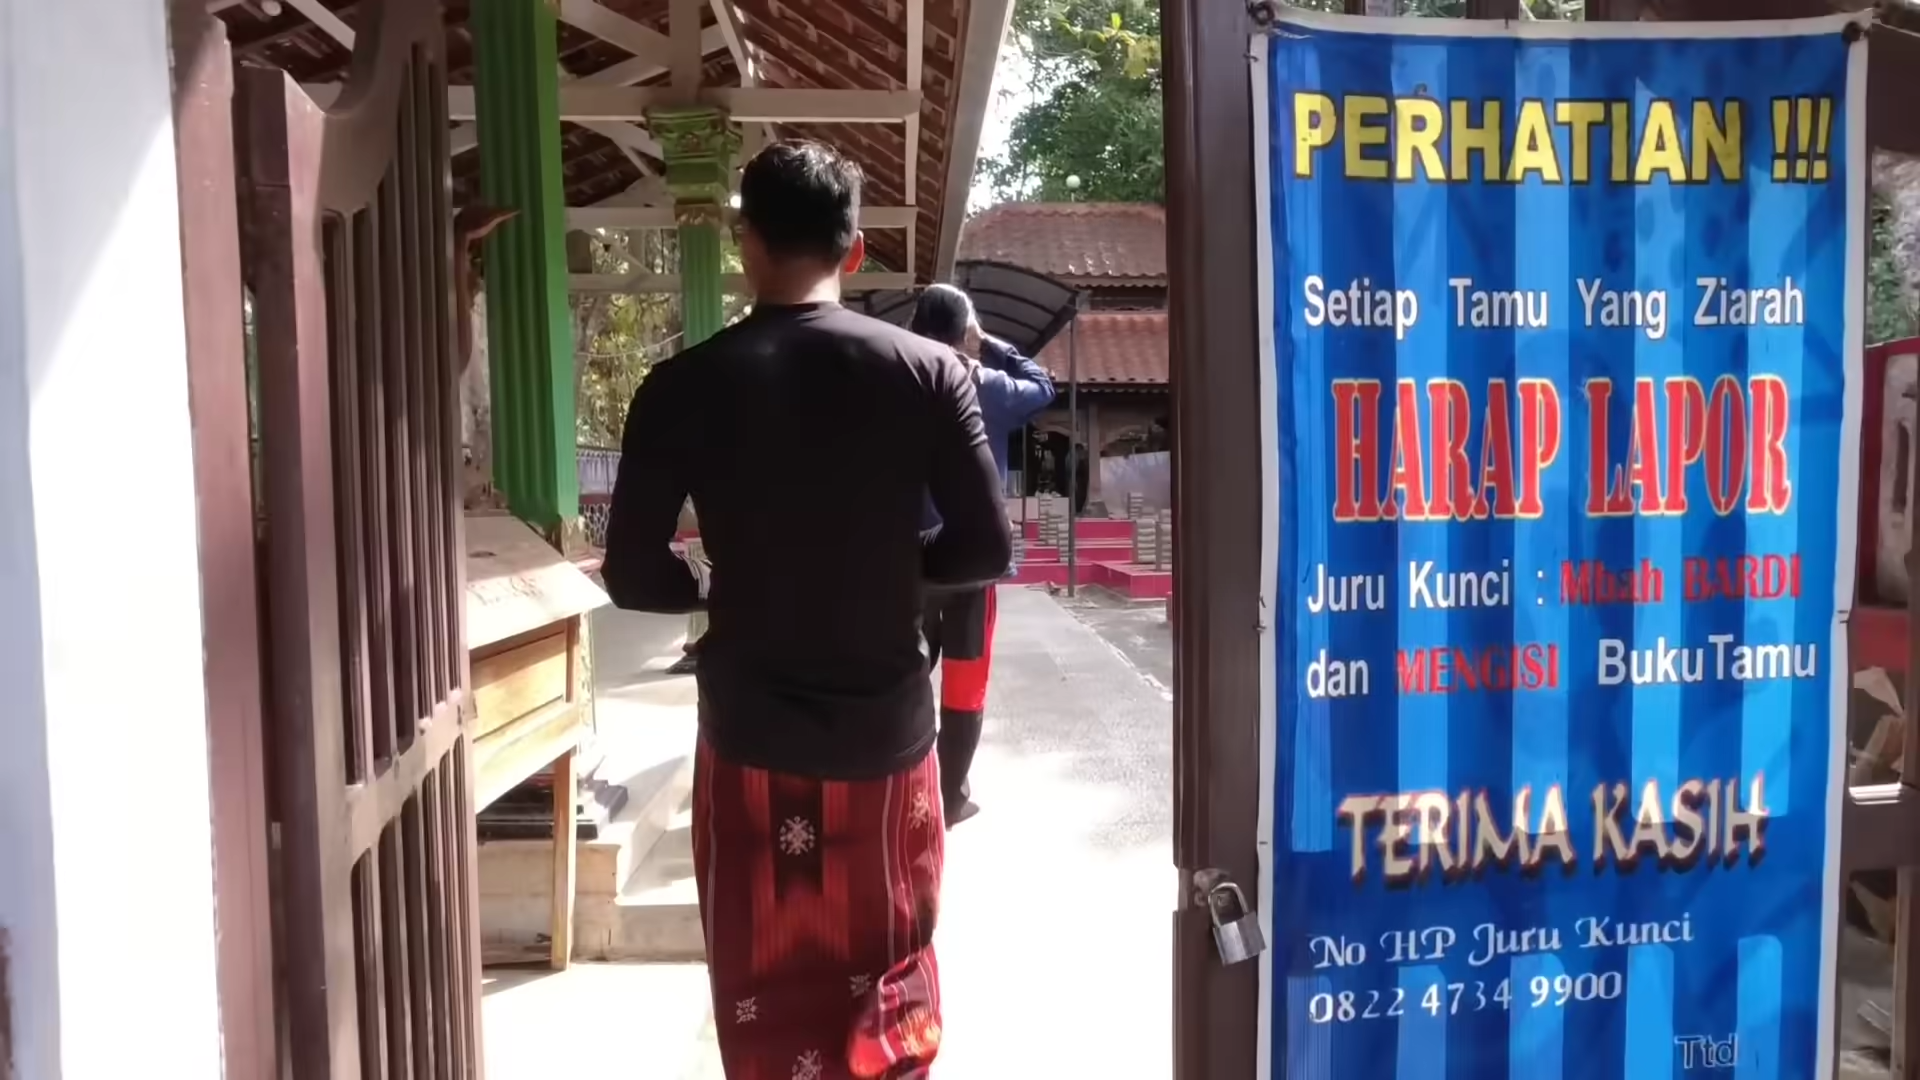 PERHATIAN !!!
Setiap Tamu Yang Ziarah
HARAP LAPOR
Juru Kunci : Mbah BARDI
dan MENGISI Buku Tamu
TERIMA KASIH
No HP Juru Kunci
0822 4734 9900
Ttd